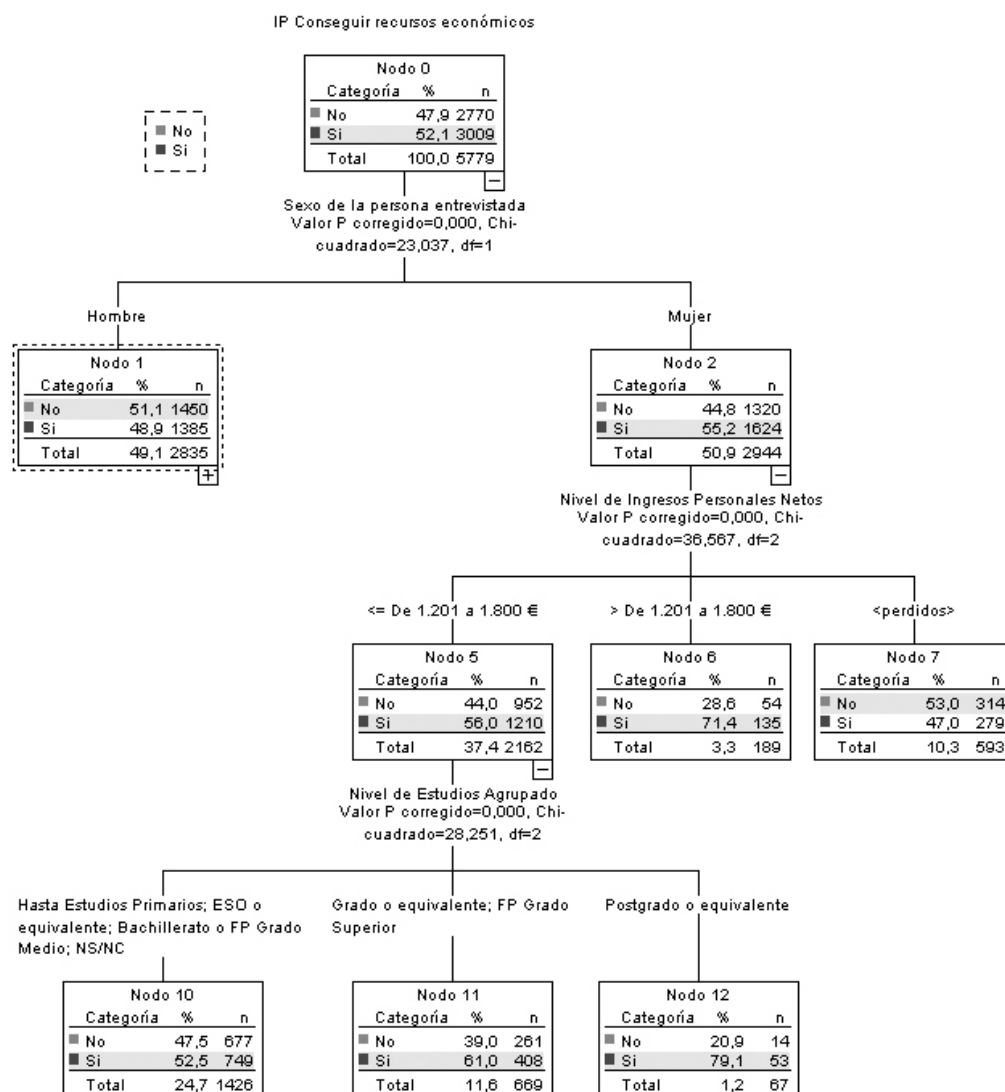 IP Conseguir recursos económicos
Nodo 0
Categoría % n
No 47,9 2770
Si 52,1 3009
Total 100,0 5779
No
Si
Sexo de la persona entrevistada
Valor P corregido=0,000, Chi-
cuadrado=23,037, df=1
Hombre
Mujer
Nodo 1
Categoría % n
No 51,1 1450
Si 48,9 1385
Total 49,1 2835
Nodo 2
Categoría % n
No 44,8 1320
Si 55,2 1624
Total 50,9 2944
Nivel de Ingresos Personales Netos
Valor P corregido=0,000, Chi-
cuadrado=36,567, df=2
<= De 1.201 a 1.800 €
> De 1.201 a 1.800 €
<perdidos>
Nodo 5
Categoría % n
No 44,0 952
Si 56,0 1210
Total 37,4 2162
Nodo 6
Categoría % n
No 28,6 54
Si 71,4 135
Total 3,3 189
Nodo 7
Categoría % n
No 53,0 314
Si 47,0 279
Total 10,3 593
Nivel de Estudios Agrupado
Valor P corregido=0,000, Chi-
cuadrado=28,251, df=2
Hasta Estudios Primarios; ESO o
equivalente; Bachillerato o FP Grado
Medio; NS/NC
Grado o equivalente; FP Grado
Superior
Postgrado o equivalente
Nodo 10
Categoría % n
No 47,5 677
Si 52,5 749
Total 24,7 1426
Nodo 11
Categoría % n
No 39,0 261
Si 61,0 408
Total 11,6 669
Nodo 12
Categoría % n
No 20,9 14
Si 79,1 53
Total 1,2 67